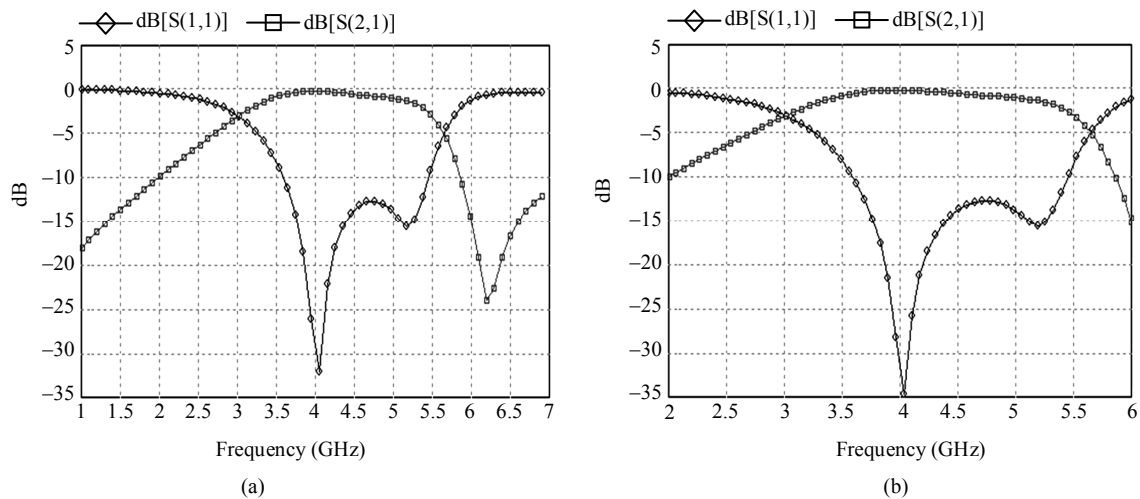 dB[S(1,1)] dB[S(2,1)]
5
0
–5
–10
–15
–20
–25
–30
–35
dB
1 1.5 2 2.5 3 3.5 4 4.5 5 5.5 6 6.5 7
Frequency (GHz)
(a)
dB[S(1,1)] dB[S(2,1)]
5
0
–5
–10
–15
–20
–25
–30
–35
dB
2 2.5 3 3.5 4 4.5 5 5.5 6
Frequency (GHz)
(b)